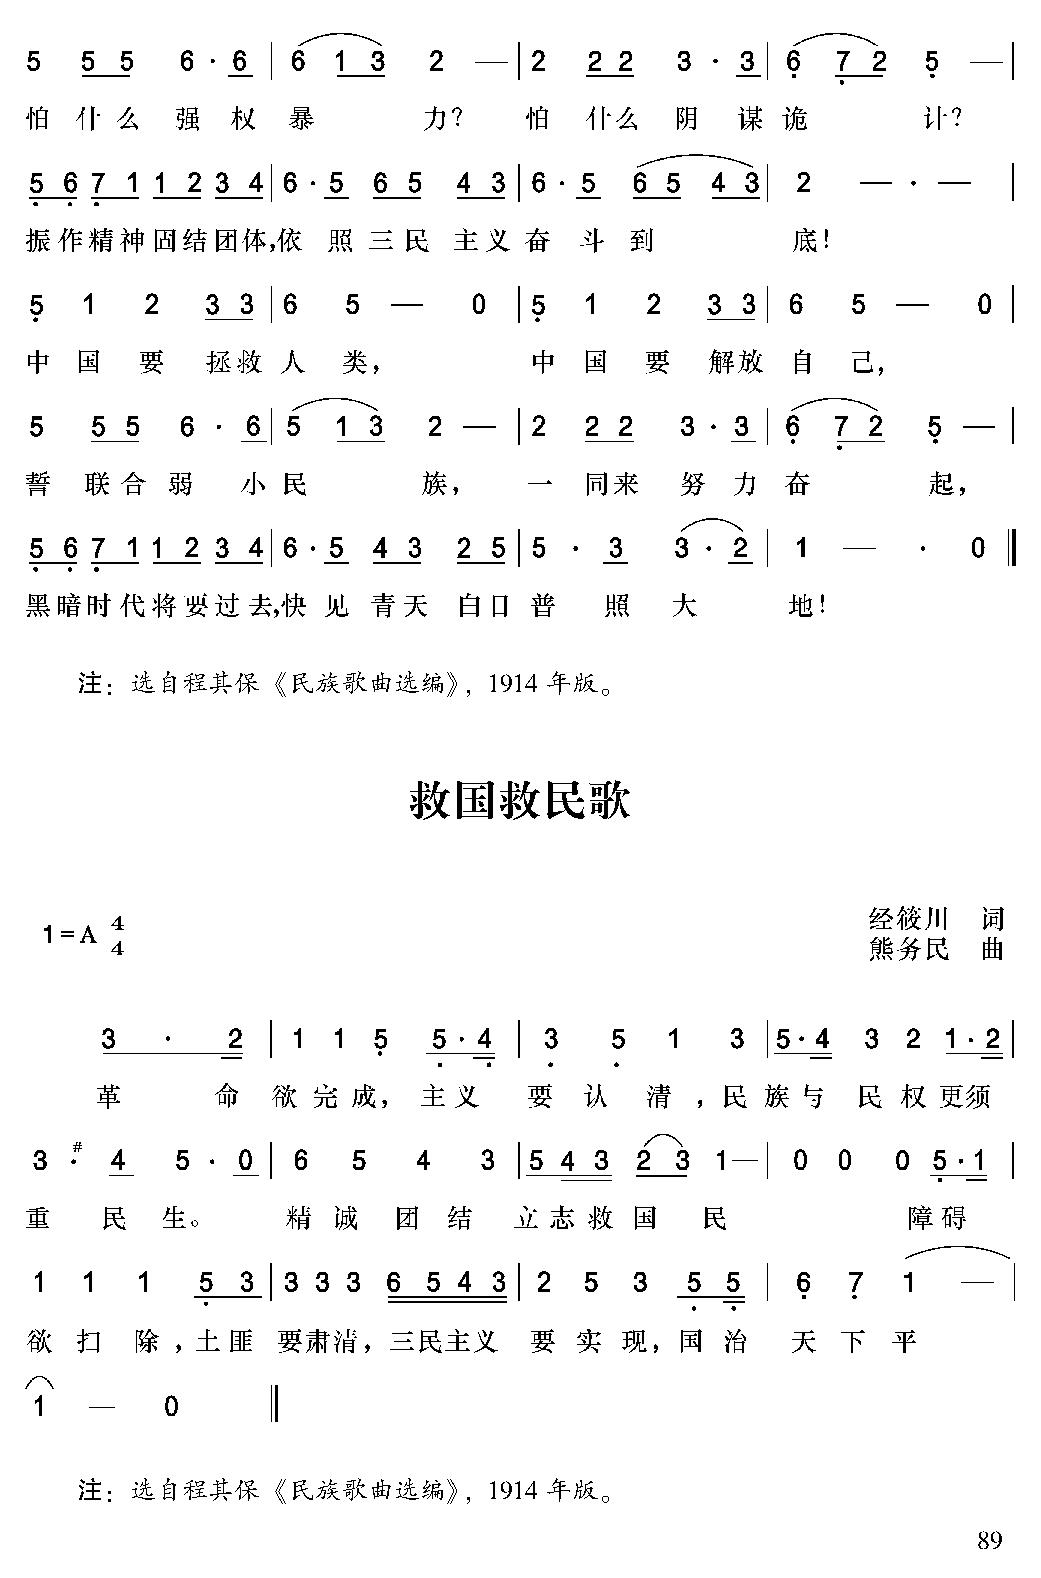 5 5 5 6 · 6 | 6 1 3 2 — | 2 2 2 3 · 3 | 6 7 2 5 — |
怕什么强权暴力？怕什么阴谋诡计？
5 6 7 1 1 2 3 4 | 6 · 5 6 5 4 3 | 6 · 5 6 5 4 3 | 2 — · — |
振作精神固结团体,依照三民主义奋斗到底！
5 1 2 3 3 | 6 5 — 0 | 5 1 2 3 3 | 6 5 — 0 |
中国要拯救人类，中国要解放自己，
5 5 5 6 · 6 | 5 1 3 2 — | 2 2 2 3 · 3 | 6 7 2 5 — |
誓联合弱小民族，一同来努力奋起，
5 6 7 1 1 2 3 4 | 6 · 5 4 3 2 5 | 5 · 3 3 · 2 | 1 — · 0 ‖
黑暗时代将要过去,快见青天白日普照大地！
注：选自程其保《民族歌曲选编》，1914 年版。
救国救民歌
1=A 4/4
经筱川 词
熊务民 曲
3 · 2 | 1 1 5 5 · 4 | 3 5 1 3 | 5 · 4 3 2 1 · 2 |
革命欲完成，主义要认清，民族与民权更须
3 · #4 5 · 0 | 6 5 4 3 | 5 4 3 2 3 1 — | 0 0 0 5 · 1 |
重民生。精诚团结立志救国民障碍
1 1 1 5 3 | 3 3 3 6 5 4 3 | 2 5 3 5 5 | 6 7 1 — |
欲扫除，土匪要肃清，三民主义要实现，国治天下平
1 — 0 ‖
注：选自程其保《民族歌曲选编》，1914 年版。
89